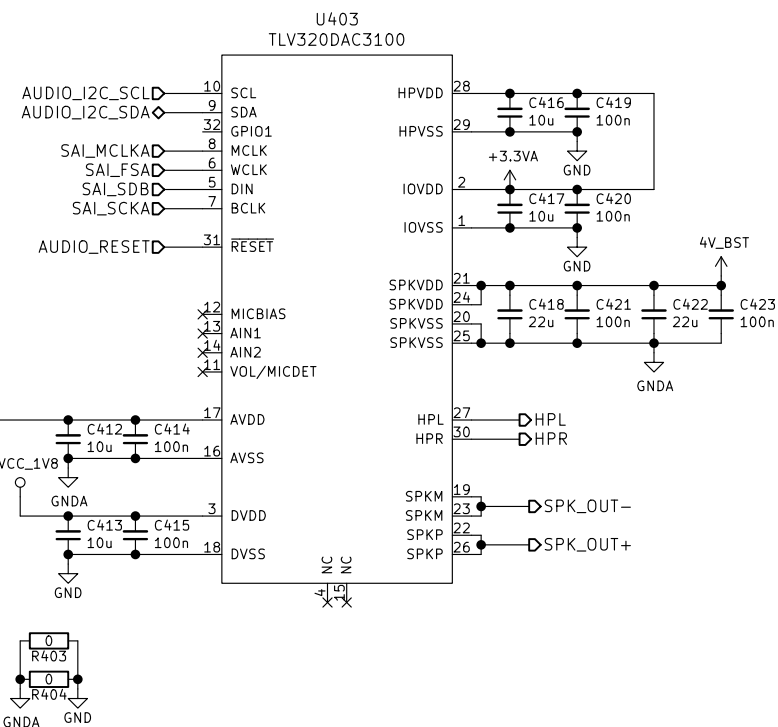 U403
TLV320DAC3100
AUDIO_I2C_SCL 10 SCL
AUDIO_I2C_SDA 9 SDA
32 GPIO1
SAI_MCLKA 8 MCLK
SAI_FSA 6 WCLK
SAI_SDB 5 DIN
SAI_SCKA 7 BCLK
AUDIO_RESET 31 RESET
12 MICBIAS
13 AIN1
14 AIN2
11 VOL/MICDET
17 AVDD
C412 C414
10u 100n
16 AVSS
VCC_1V8
GNDA
3 DVDD
C413 C415
10u 100n
18 DVSS
GND
HPVDD 28
C416 C419
10u 100n
HPVSS 29
GND
+3.3VA
IOVDD 2
C417 C420
10u 100n
IOVSS 1
GND
4V_BST
SPKVDD 21
SPKVDD 24
SPKVSS 20
SPKVSS 25
C418 C421 C422 C423
22u 100n 22u 100n
GNDA
HPL 27 HPL
HPR 30 HPR
SPKM 19
SPKM 23
SPK_OUT-
SPKP 22
SPKP 26
SPK_OUT+
NC NC
4 15
0
R403
0
R404
GNDA GND